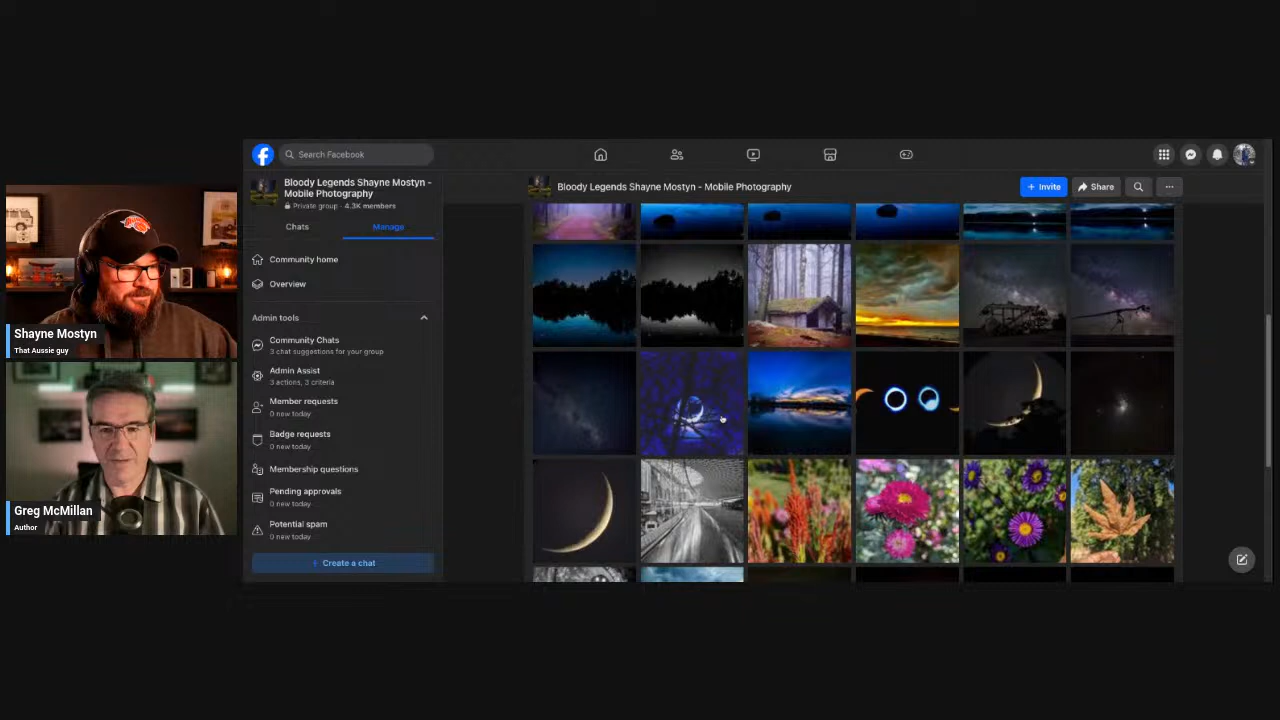 Shayne Mostyn
That Aussie guy
Greg McMillan
Author
Search Facebook
Bloody Legends Shayne Mostyn -
Mobile Photography
Private group · 4.3K members
Chats
Manage
Community home
Overview
Admin tools
Community Chats
3 chat suggestions for your group
Admin Assist
3 actions, 3 criteria
Member requests
0 new today
Badge requests
0 new today
Membership questions
Pending approvals
0 new today
Potential spam
0 new today
+ Create a chat
Bloody Legends Shayne Mostyn - Mobile Photography
+ Invite
Share